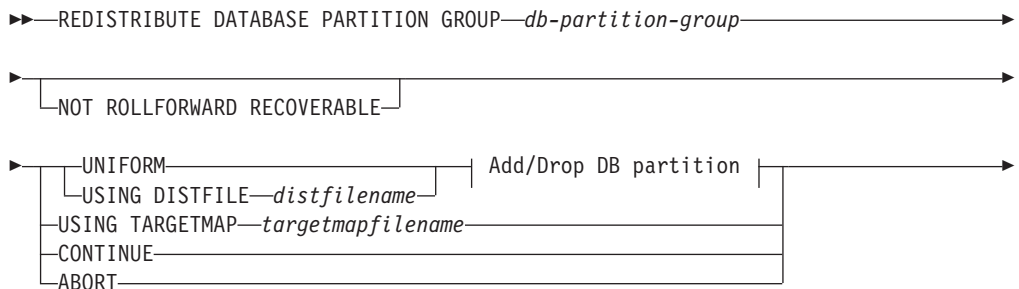 REDISTRIBUTE DATABASE PARTITION GROUP db-partition-group
NOT ROLLFORWARD RECOVERABLE
UNIFORM Add/Drop DB partition
USING DISTFILE distfilename
USING TARGETMAP targetmapfilename
CONTINUE
ABORT